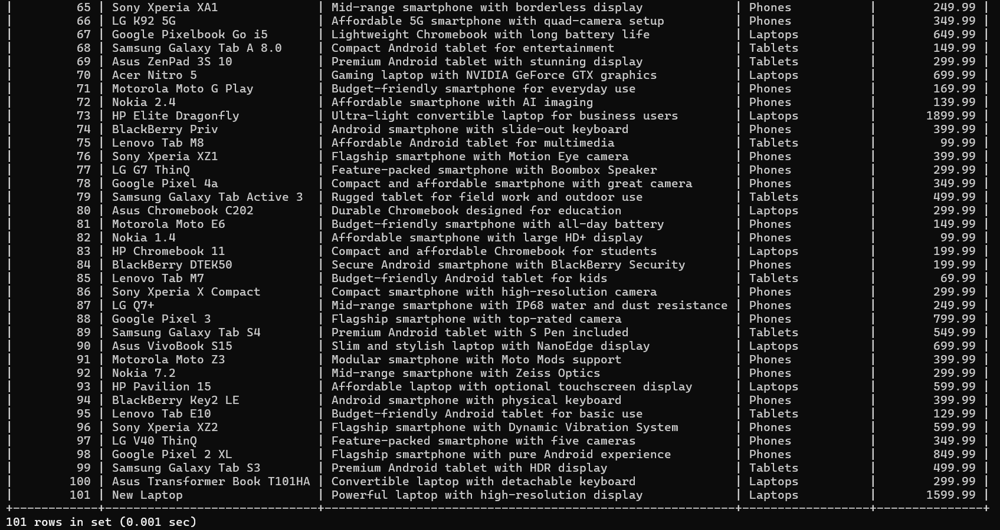 | 65 | Sony Xperia XA1 | Mid-range smartphone with borderless display | Phones | 249.99 |
| 66 | LG K92 5G | Affordable 5G smartphone with quad-camera setup | Phones | 349.99 |
| 67 | Google Pixelbook Go i5 | Lightweight Chromebook with long battery life | Laptops | 649.99 |
| 68 | Samsung Galaxy Tab A 8.0 | Compact Android tablet for entertainment | Tablets | 149.99 |
| 69 | Asus ZenPad 3S 10 | Premium Android tablet with stunning display | Tablets | 299.99 |
| 70 | Acer Nitro 5 | Gaming laptop with NVIDIA GeForce GTX graphics | Laptops | 699.99 |
| 71 | Motorola Moto G Play | Budget-friendly smartphone for everyday use | Phones | 169.99 |
| 72 | Nokia 2.4 | Affordable smartphone with AI imaging | Phones | 139.99 |
| 73 | HP Elite Dragonfly | Ultra-light convertible laptop for business users | Laptops | 1899.99 |
| 74 | BlackBerry Priv | Android smartphone with slide-out keyboard | Phones | 399.99 |
| 75 | Lenovo Tab M8 | Affordable Android tablet for multimedia | Tablets | 99.99 |
| 76 | Sony Xperia XZ1 | Flagship smartphone with Motion Eye camera | Phones | 399.99 |
| 77 | LG G7 ThinQ | Feature-packed smartphone with Boombox Speaker | Phones | 299.99 |
| 78 | Google Pixel 4a | Compact and affordable smartphone with great camera | Phones | 349.99 |
| 79 | Samsung Galaxy Tab Active 3 | Rugged tablet for field work and outdoor use | Tablets | 499.99 |
| 80 | Asus Chromebook C202 | Durable Chromebook designed for education | Laptops | 299.99 |
| 81 | Motorola Moto E6 | Budget-friendly smartphone with all-day battery | Phones | 149.99 |
| 82 | Nokia 1.4 | Affordable smartphone with large HD+ display | Phones | 99.99 |
| 83 | HP Chromebook 11 | Compact and affordable Chromebook for students | Laptops | 199.99 |
| 84 | BlackBerry DTEK50 | Secure Android smartphone with BlackBerry Security | Phones | 199.99 |
| 85 | Lenovo Tab M7 | Budget-friendly Android tablet for kids | Tablets | 69.99 |
| 86 | Sony Xperia X Compact | Compact smartphone with high-resolution camera | Phones | 299.99 |
| 87 | LG Q7+ | Mid-range smartphone with IP68 water and dust resistance | Phones | 249.99 |
| 88 | Google Pixel 3 | Flagship smartphone with top-rated camera | Phones | 799.99 |
| 89 | Samsung Galaxy Tab S4 | Premium Android tablet with S Pen included | Tablets | 549.99 |
| 90 | Asus VivoBook S15 | Slim and stylish laptop with NanoEdge display | Laptops | 699.99 |
| 91 | Motorola Moto Z3 | Modular smartphone with Moto Mods support | Phones | 399.99 |
| 92 | Nokia 7.2 | Mid-range smartphone with Zeiss Optics | Phones | 299.99 |
| 93 | HP Pavilion 15 | Affordable laptop with optional touchscreen display | Laptops | 599.99 |
| 94 | BlackBerry Key2 LE | Android smartphone with physical keyboard | Phones | 399.99 |
| 95 | Lenovo Tab E10 | Budget-friendly Android tablet for basic use | Tablets | 129.99 |
| 96 | Sony Xperia XZ2 | Flagship smartphone with Dynamic Vibration System | Phones | 599.99 |
| 97 | LG V40 ThinQ | Feature-packed smartphone with five cameras | Phones | 349.99 |
| 98 | Google Pixel 2 XL | Flagship smartphone with pure Android experience | Phones | 849.99 |
| 99 | Samsung Galaxy Tab S3 | Premium Android tablet with HDR display | Tablets | 499.99 |
| 100 | Asus Transformer Book T101HA | Convertible laptop with detachable keyboard | Laptops | 299.99 |
| 101 | New Laptop | Powerful laptop with high-resolution display | Laptops | 1599.99 |
101 rows in set (0.001 sec)